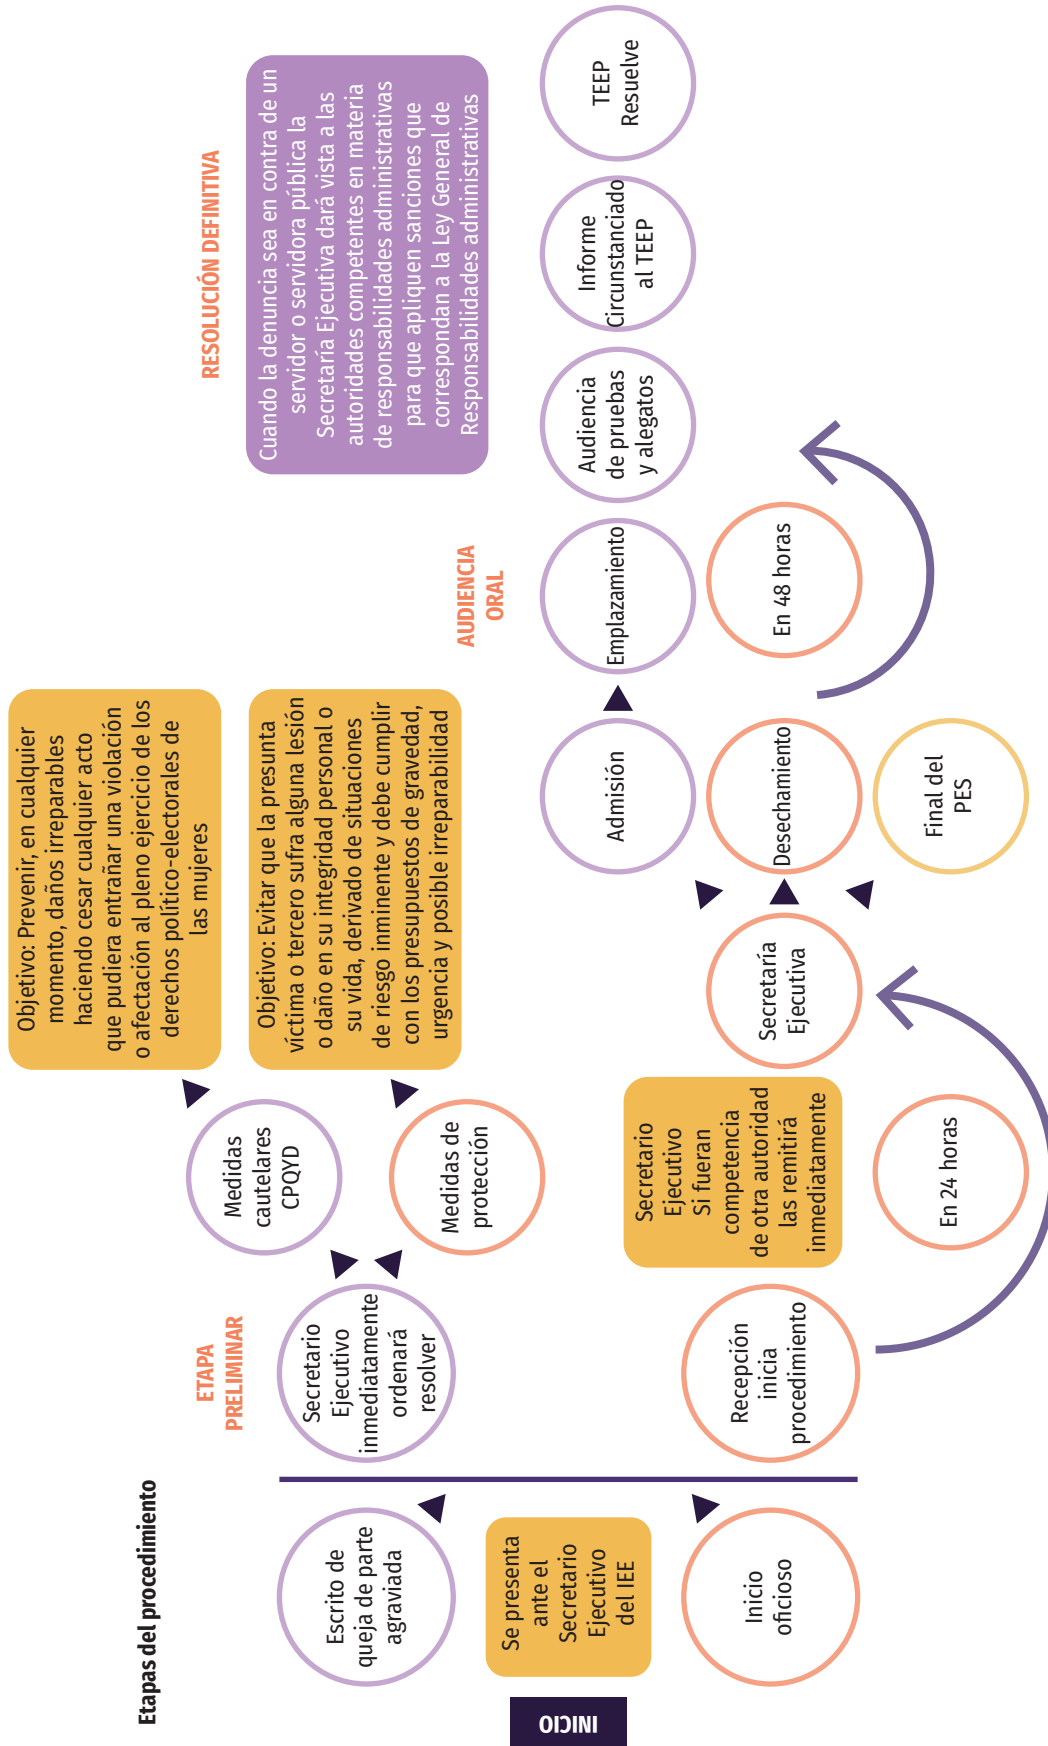 Etapas del procedimiento
INICIO
Escrito de
queja de parte
agraviada
Se presenta
ante el
Secretario
Ejecutivo
del IEE
Inicio
oficioso
ETAPA
PRELIMINAR
Secretario
Ejecutivo
inmediatamente
ordenará
resolver
Medidas
cautelares
CPQYD
Medidas de
protección
Objetivo: Prevenir, en cualquier
momento, daños irreparables
haciendo cesar cualquier acto
que pudiera entrañar una violación
o afectación al pleno ejercicio de los
derechos político-electorales de
las mujeres
Objetivo: Evitar que la presunta
víctima o tercero sufra alguna lesión
o daño en su integridad personal o
su vida, derivado de situaciones
de riesgo inminente y debe cumplir
con los presupuestos de gravedad,
urgencia y posible irreparabilidad
Recepción
inicia
procedimiento
Secretario
Ejecutivo
Si fueran
competencia
de otra autoridad
las remitirá
inmediatamente
En 24 horas
Secretaría
Ejecutiva
Admisión
Desechamiento
Final del
PES
AUDIENCIA
ORAL
Emplazamiento
En 48 horas
Audiencia
de pruebas
y alegatos
Informe
Circunstanciado
al TEEP
TEEP
Resuelve
RESOLUCIÓN DEFINITIVA
Cuando la denuncia sea en contra de un
servidor o servidora pública la
Secretaría Ejecutiva dará vista a las
autoridades competentes en materia
de responsabilidades administrativas
para que apliquen sanciones que
correspondan a la Ley General de
Responsabilidades administrativas